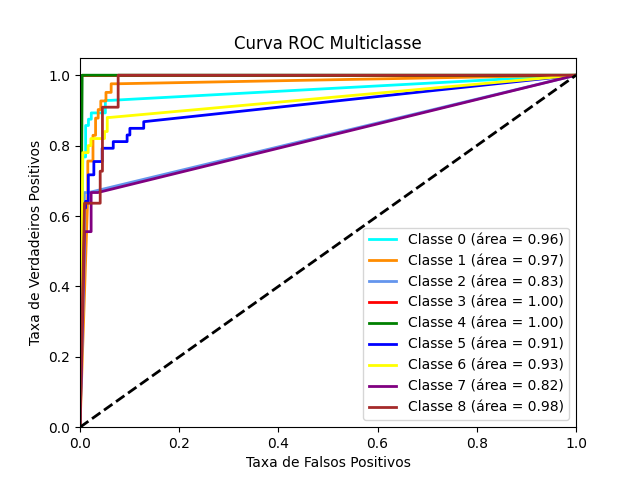 Curva ROC Multiclasse
Taxa de Verdadeiros Positivos
1.0
0.8
0.6
0.4
0.2
0.0
Classe 0 (área = 0.96)
Classe 1 (área = 0.97)
Classe 2 (área = 0.83)
Classe 3 (área = 1.00)
Classe 4 (área = 1.00)
Classe 5 (área = 0.91)
Classe 6 (área = 0.93)
Classe 7 (área = 0.82)
Classe 8 (área = 0.98)
0.0 0.2 0.4 0.6 0.8 1.0
Taxa de Falsos Positivos